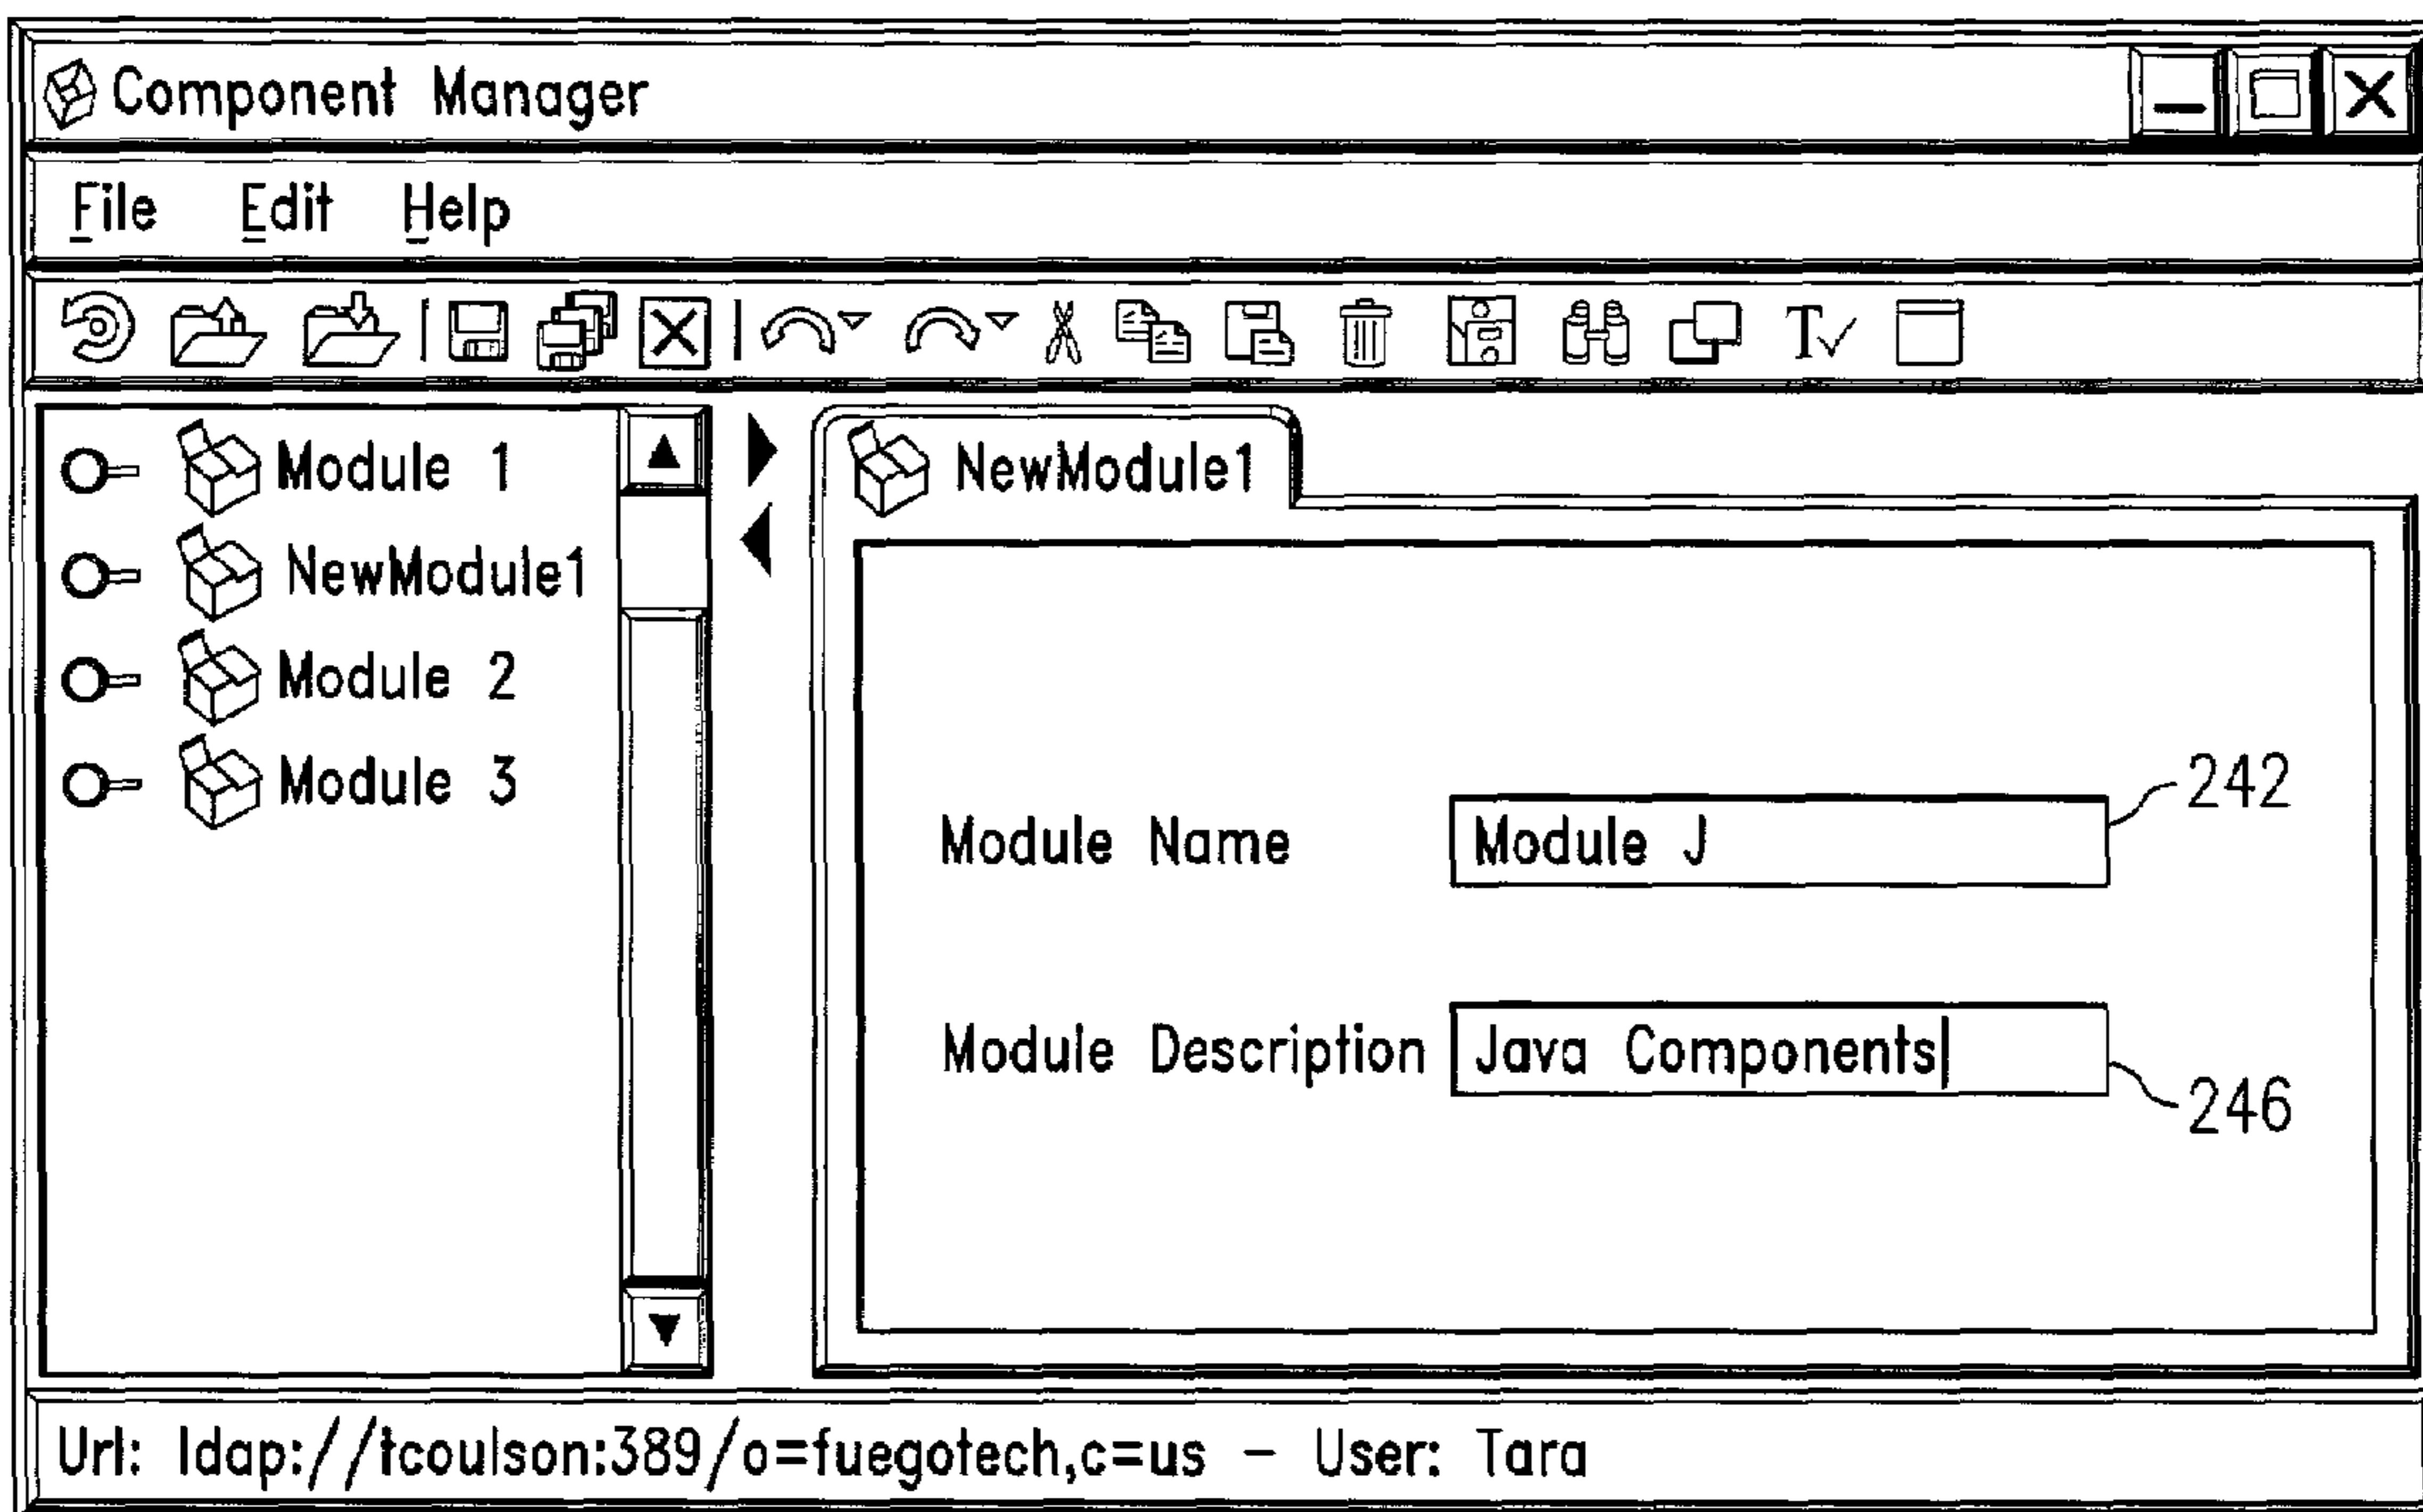 Component Manager
File Edit Help
Module 1
NewModule1
Module 2
Module 3
NewModule1
Module Name Module J
242
Module Description Java Components
246
Url: ldap://tcoulson:389/o=fuegotech,c=us – User: Tara